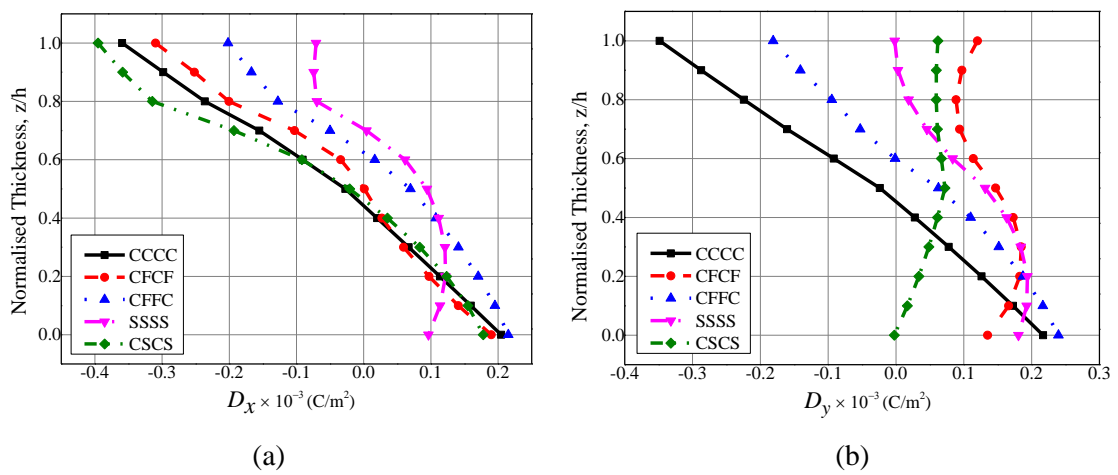 1.0
0.8
0.6
0.4
0.2
0.0
Normalised Thickness, z/h
CCCC
CFCF
CFFC
SSSS
CSCS
-0.4 -0.3 -0.2 -0.1 0.0 0.1 0.2
Dx × 10⁻³ (C/m²)
(a)
1.0
0.8
0.6
0.4
0.2
0.0
Normalised Thickness, z/h
CCCC
CFCF
CFFC
SSSS
CSCS
-0.4 -0.3 -0.2 -0.1 0.0 0.1 0.2 0.3
Dy × 10⁻³ (C/m²)
(b)